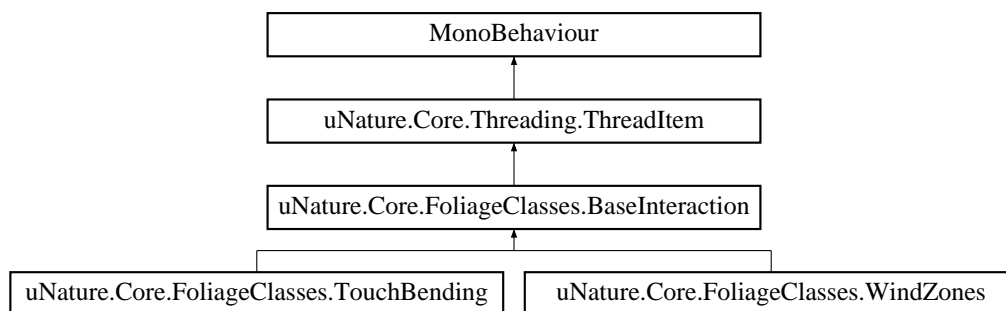 MonoBehaviour
uNature.Core.Threading.ThreadItem
uNature.Core.FoliageClasses.BaseInteraction
uNature.Core.FoliageClasses.TouchBending
uNature.Core.FoliageClasses.WindZones